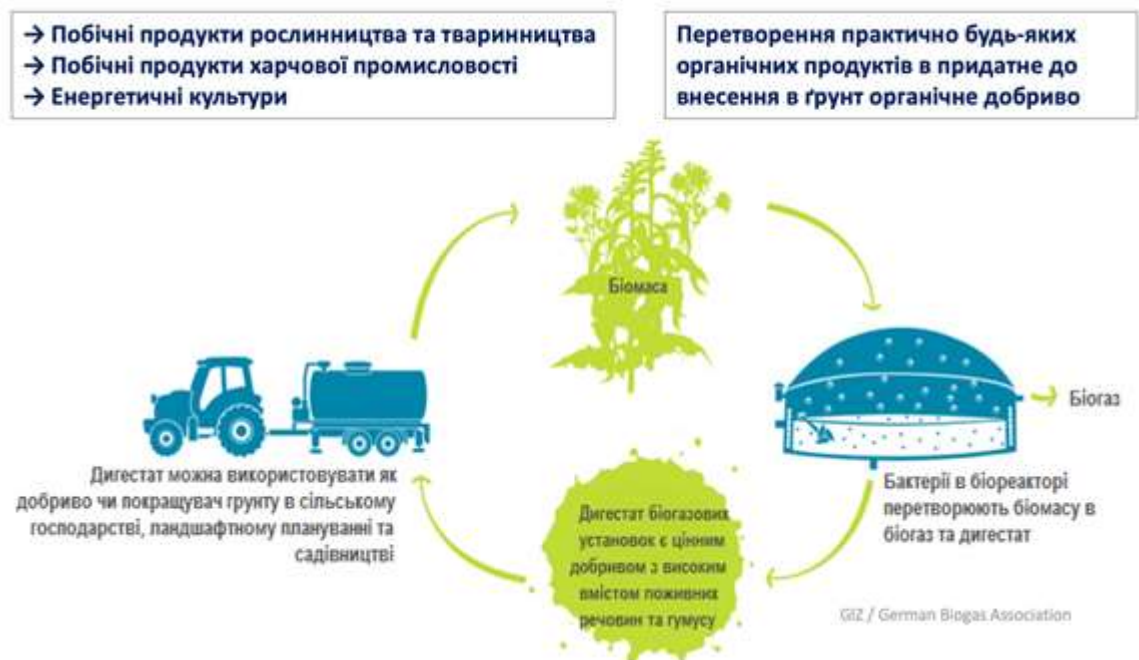 → Побічні продукти рослинництва та тваринництва
→ Побічні продукти харчової промисловості
→ Енергетичні культури
Перетворення практично будь-яких
органічних продуктів в придатне до
внесення в ґрунт органічне добриво
Біомаса
Біогаз
Бактерії в біореакторі
перетворюють біомасу в
біогаз та дигестат
Дигестат біогазових
установок є цінним
добривом з високим
вмістом поживних
речовин та гумусу
Дигестат можна використовувати як
добриво чи покращувач грунту в сільському
господарстві, ландшафтному плануванні та
садівництві
GIZ / German Biogas Association